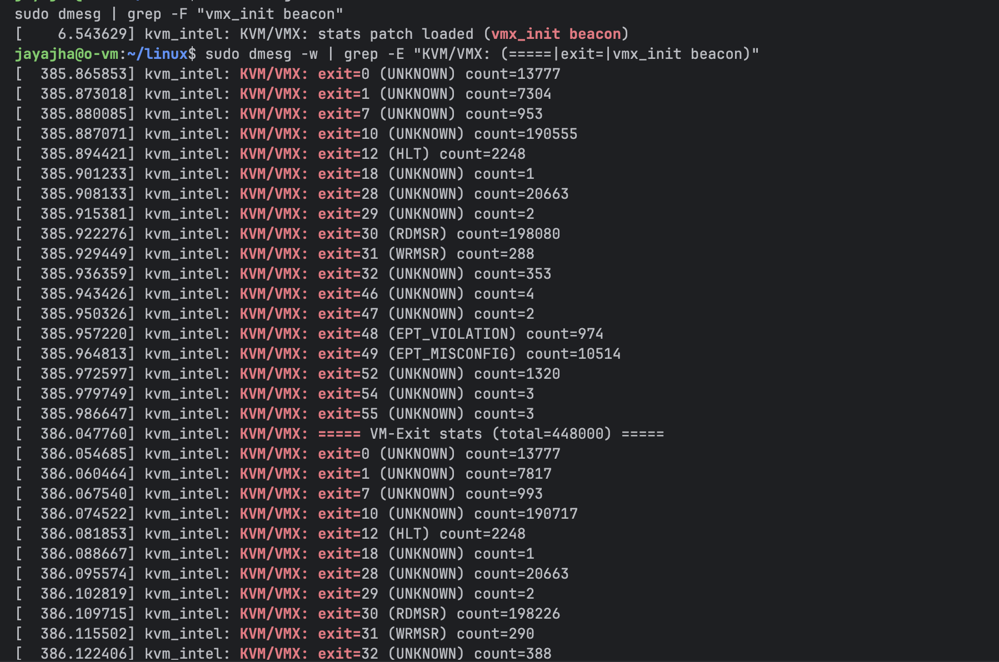 sudo dmesg | grep -F "vmx_init beacon"
[    6.543629] kvm_intel: KVM/VMX: stats patch loaded (vmx_init beacon)
jayajha@o-vm:~/linux$ sudo dmesg -w | grep -E "KVM/VMX: (=====|exit=|vmx_init beacon)"
[  385.865853] kvm_intel: KVM/VMX: exit=0 (UNKNOWN) count=13777
[  385.873018] kvm_intel: KVM/VMX: exit=1 (UNKNOWN) count=7304
[  385.880085] kvm_intel: KVM/VMX: exit=7 (UNKNOWN) count=953
[  385.887071] kvm_intel: KVM/VMX: exit=10 (UNKNOWN) count=190555
[  385.894421] kvm_intel: KVM/VMX: exit=12 (HLT) count=2248
[  385.901233] kvm_intel: KVM/VMX: exit=18 (UNKNOWN) count=1
[  385.908133] kvm_intel: KVM/VMX: exit=28 (UNKNOWN) count=20663
[  385.915381] kvm_intel: KVM/VMX: exit=29 (UNKNOWN) count=2
[  385.922276] kvm_intel: KVM/VMX: exit=30 (RDMSR) count=198080
[  385.929449] kvm_intel: KVM/VMX: exit=31 (WRMSR) count=288
[  385.936359] kvm_intel: KVM/VMX: exit=32 (UNKNOWN) count=353
[  385.943426] kvm_intel: KVM/VMX: exit=46 (UNKNOWN) count=4
[  385.950326] kvm_intel: KVM/VMX: exit=47 (UNKNOWN) count=2
[  385.957220] kvm_intel: KVM/VMX: exit=48 (EPT_VIOLATION) count=974
[  385.964813] kvm_intel: KVM/VMX: exit=49 (EPT_MISCONFIG) count=10514
[  385.972597] kvm_intel: KVM/VMX: exit=52 (UNKNOWN) count=1320
[  385.979749] kvm_intel: KVM/VMX: exit=54 (UNKNOWN) count=3
[  385.986647] kvm_intel: KVM/VMX: exit=55 (UNKNOWN) count=3
[  386.047760] kvm_intel: KVM/VMX: ===== VM-Exit stats (total=448000) =====
[  386.054685] kvm_intel: KVM/VMX: exit=0 (UNKNOWN) count=13777
[  386.060464] kvm_intel: KVM/VMX: exit=1 (UNKNOWN) count=7817
[  386.067540] kvm_intel: KVM/VMX: exit=7 (UNKNOWN) count=993
[  386.074522] kvm_intel: KVM/VMX: exit=10 (UNKNOWN) count=190717
[  386.081853] kvm_intel: KVM/VMX: exit=12 (HLT) count=2248
[  386.088667] kvm_intel: KVM/VMX: exit=18 (UNKNOWN) count=1
[  386.095574] kvm_intel: KVM/VMX: exit=28 (UNKNOWN) count=20663
[  386.102819] kvm_intel: KVM/VMX: exit=29 (UNKNOWN) count=2
[  386.109715] kvm_intel: KVM/VMX: exit=30 (RDMSR) count=198226
[  386.115502] kvm_intel: KVM/VMX: exit=31 (WRMSR) count=290
[  386.122406] kvm_intel: KVM/VMX: exit=32 (UNKNOWN) count=388